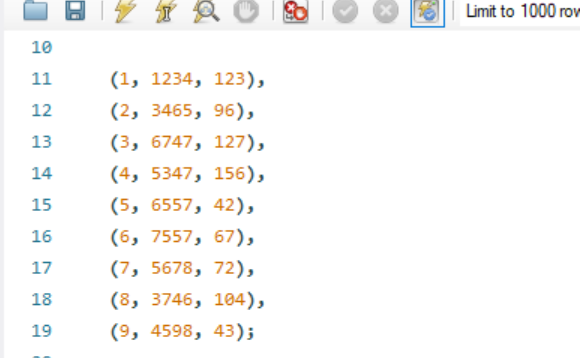 Limit to 1000 row
10
11 (1, 1234, 123),
12 (2, 3465, 96),
13 (3, 6747, 127),
14 (4, 5347, 156),
15 (5, 6557, 42),
16 (6, 7557, 67),
17 (7, 5678, 72),
18 (8, 3746, 104),
19 (9, 4598, 43);